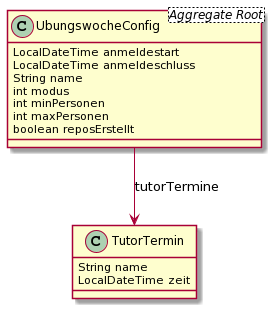 Aggregate Root
C UbungswocheConfig
LocalDateTime anmeldestart
LocalDateTime anmeldeschluss
String name
int modus
int minPersonen
int maxPersonen
boolean reposErstellt
tutorTermine
C TutorTermin
String name
LocalDateTime zeit